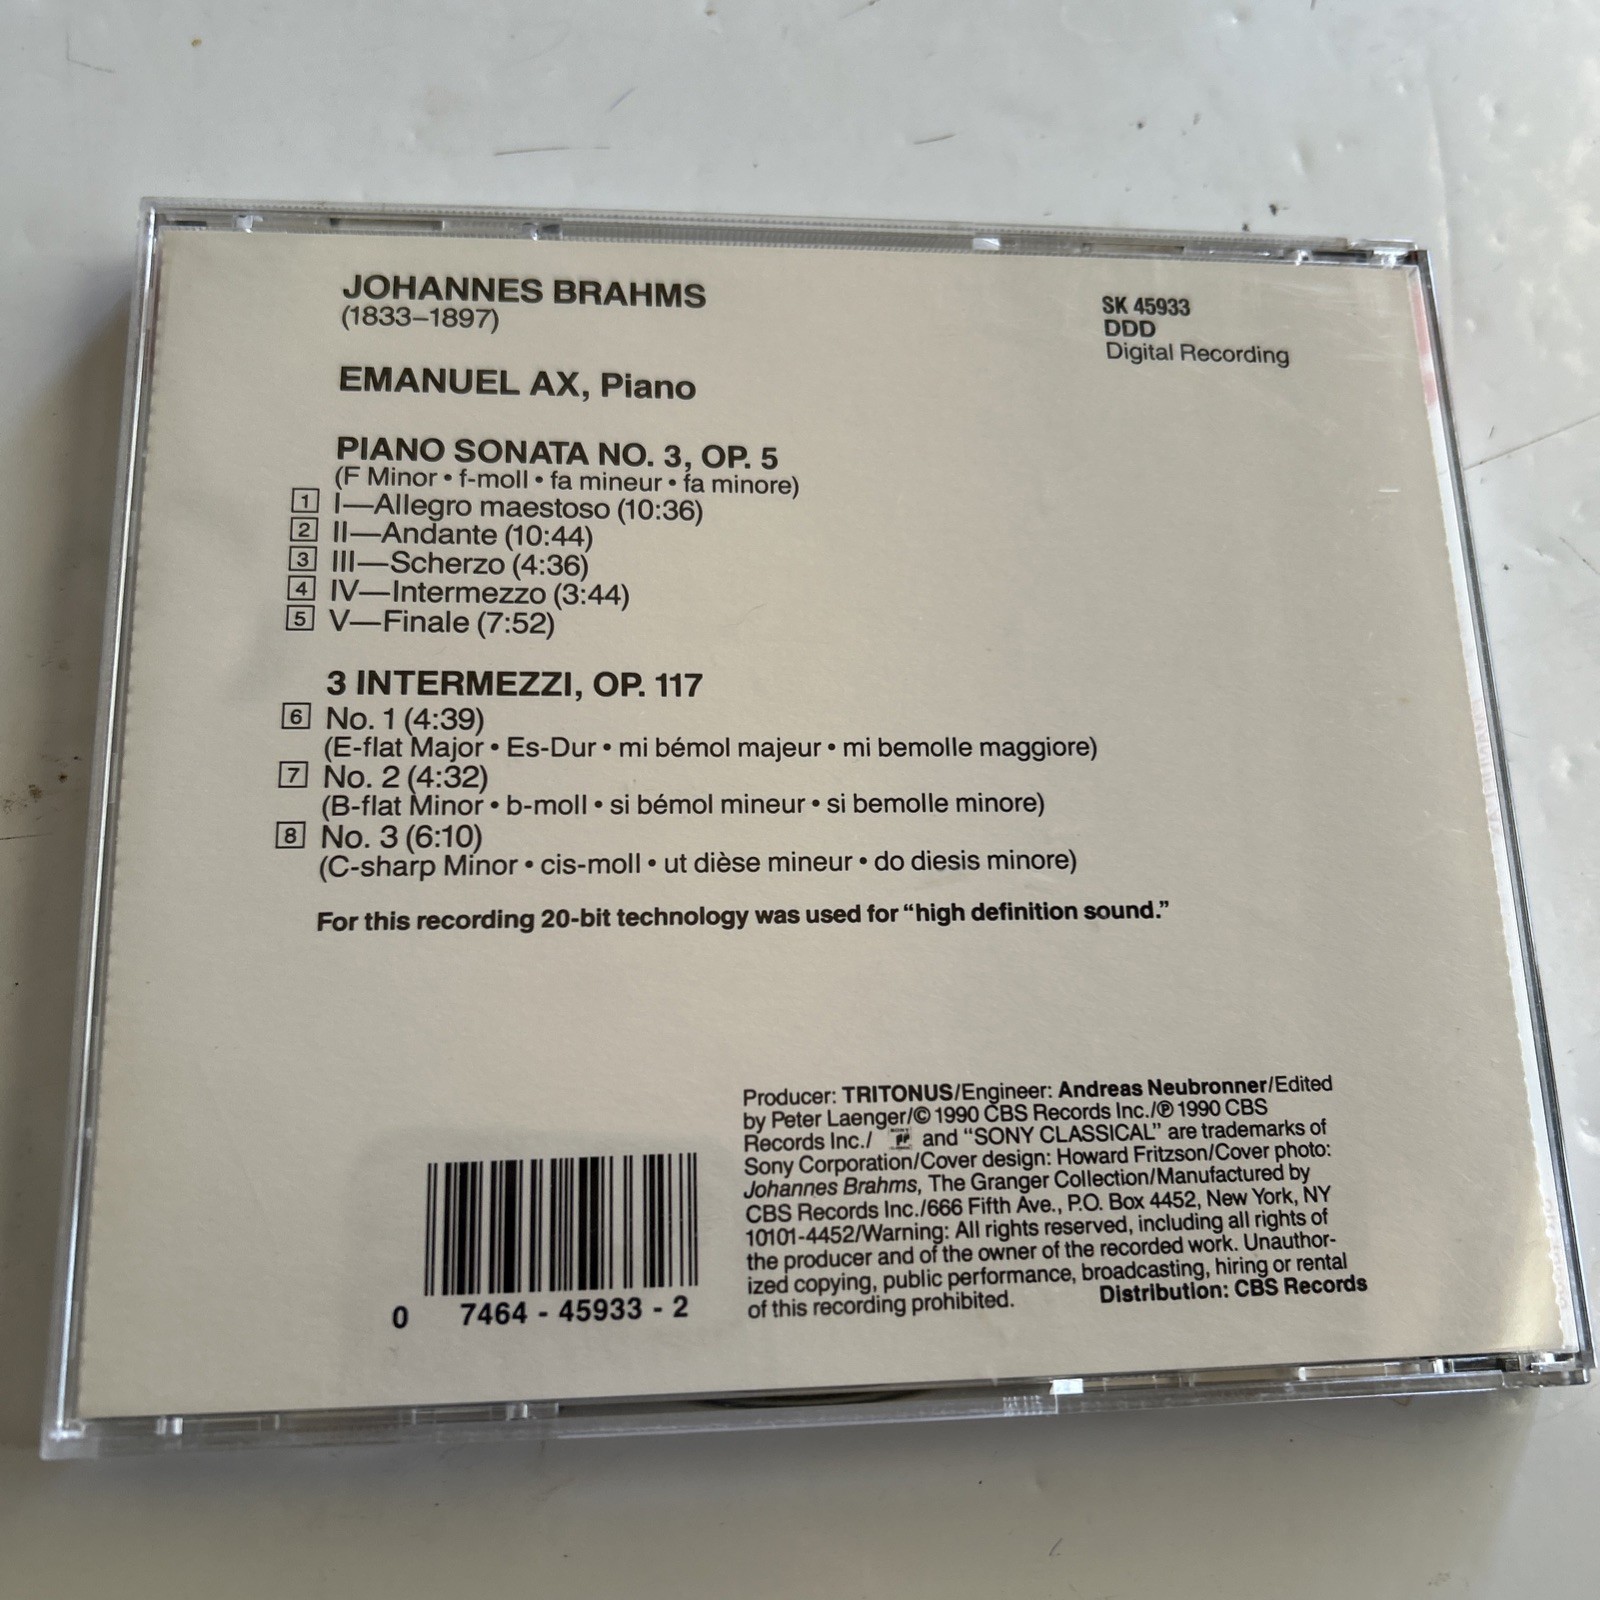 JOHANNES BRAHMS
(1833–1897)
SK 45933
DDD
Digital Recording
EMANUEL AX, Piano
PIANO SONATA NO. 3, OP. 5
(F Minor • f-moll • fa mineur • fa minore)
1 I—Allegro maestoso (10:36)
2 II—Andante (10:44)
3 III—Scherzo (4:36)
4 IV—Intermezzo (3:44)
5 V—Finale (7:52)
3 INTERMEZZI, OP. 117
6 No. 1 (4:39)
(E-flat Major • Es-Dur • mi bémol majeur • mi bemolle maggiore)
7 No. 2 (4:32)
(B-flat Minor • b-moll • si bémol mineur • si bemolle minore)
8 No. 3 (6:10)
(C-sharp Minor • cis-moll • ut dièse mineur • do diesis minore)
For this recording 20-bit technology was used for “high definition sound.”
Producer: TRITONUS/Engineer: Andreas Neubronner/Edited
by Peter Laenger/© 1990 CBS Records Inc./℗ 1990 CBS
Records Inc./ SONY and “SONY CLASSICAL” are trademarks of
Sony Corporation/Cover design: Howard Fritzson/Cover photo:
Johannes Brahms, The Granger Collection/Manufactured by
CBS Records Inc./666 Fifth Ave., P.O. Box 4452, New York, NY
10101-4452/Warning: All rights reserved, including all rights of
the producer and of the owner of the recorded work. Unauthor-
ized copying, public performance, broadcasting, hiring or rental
of this recording prohibited. Distribution: CBS Records
0 7464 - 45933 - 2